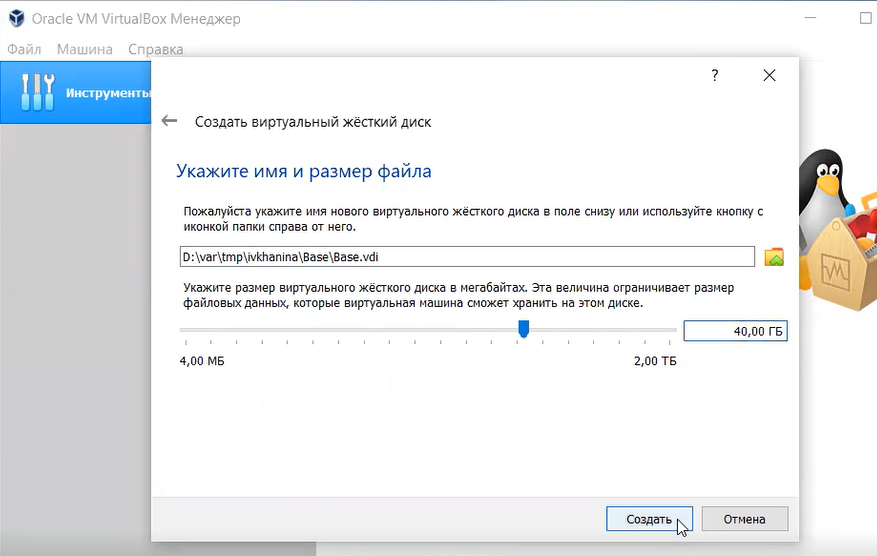 Oracle VM VirtualBox Менеджер
Файл Машина Справка
Инструменты
?
Создать виртуальный жёсткий диск
Укажите имя и размер файла
Пожалуйста укажите имя нового виртуального жёсткого диска в поле снизу или используйте кнопку с
иконкой папки справа от него.
D:\var\tmp\ivkhanina\Base\Base.vdi
Укажите размер виртуального жёсткого диска в мегабайтах. Эта величина ограничивает размер
файловых данных, которые виртуальная машина сможет хранить на этом диске.
40,00 ГБ
4,00 МБ 2,00 ТБ
Создать Отмена